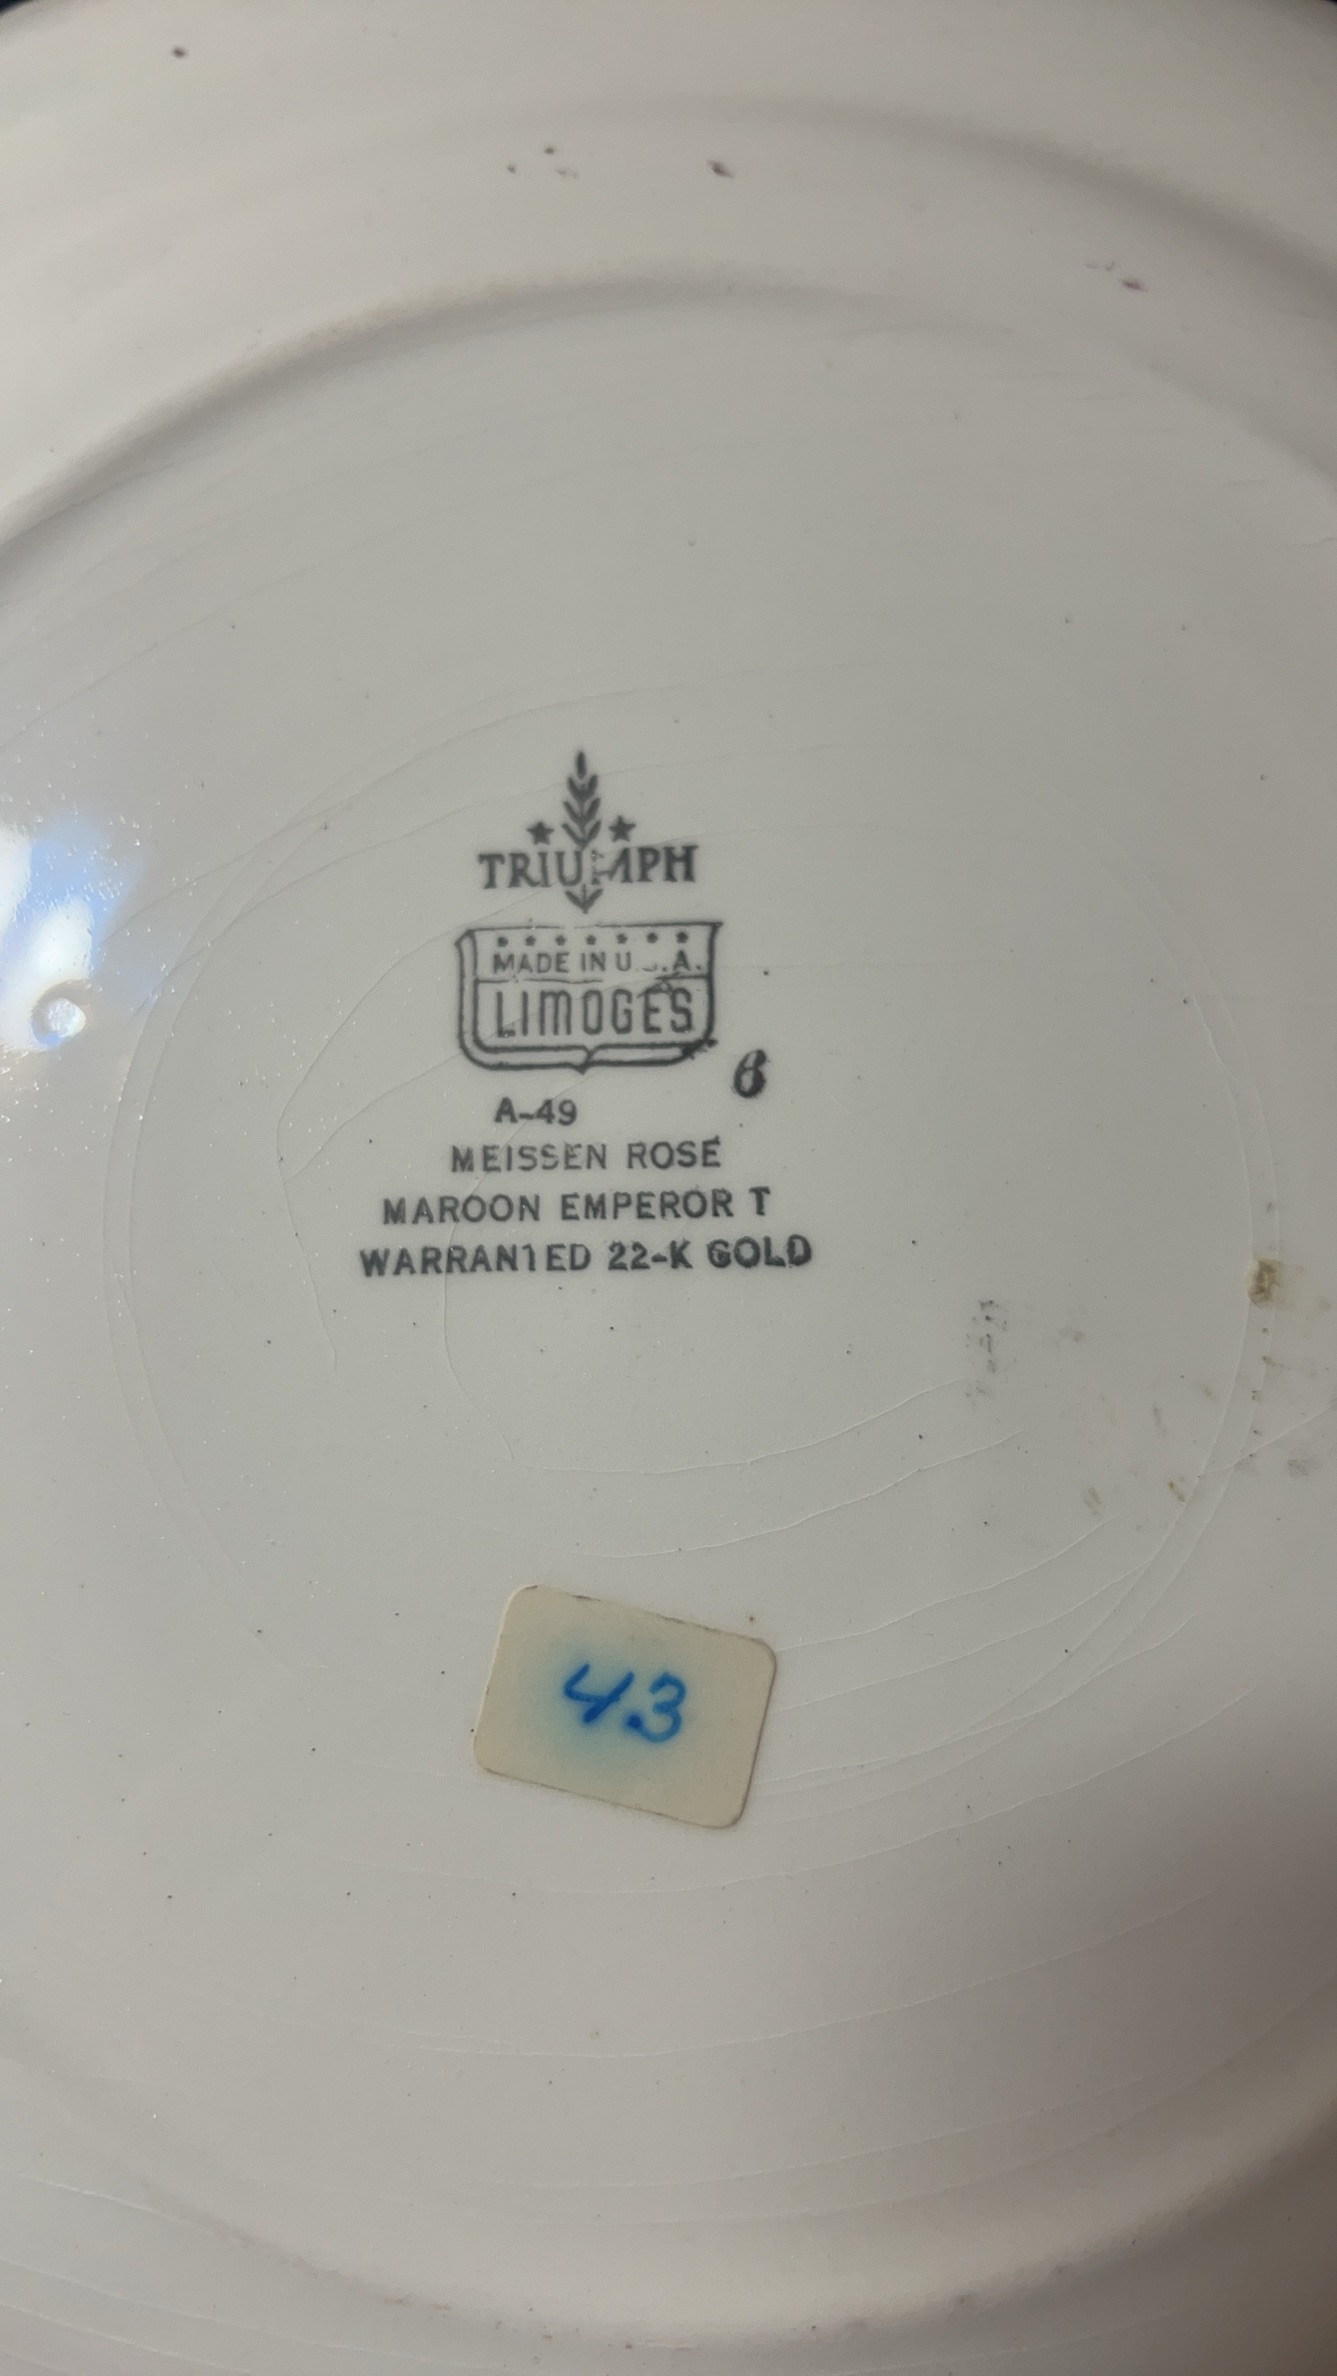 TRIUMPH
MADE IN U.S.A.
LIMOGES
6
A-49
MEISSEN ROSE
MAROON EMPEROR T
WARRANTED 22-K GOLD
43